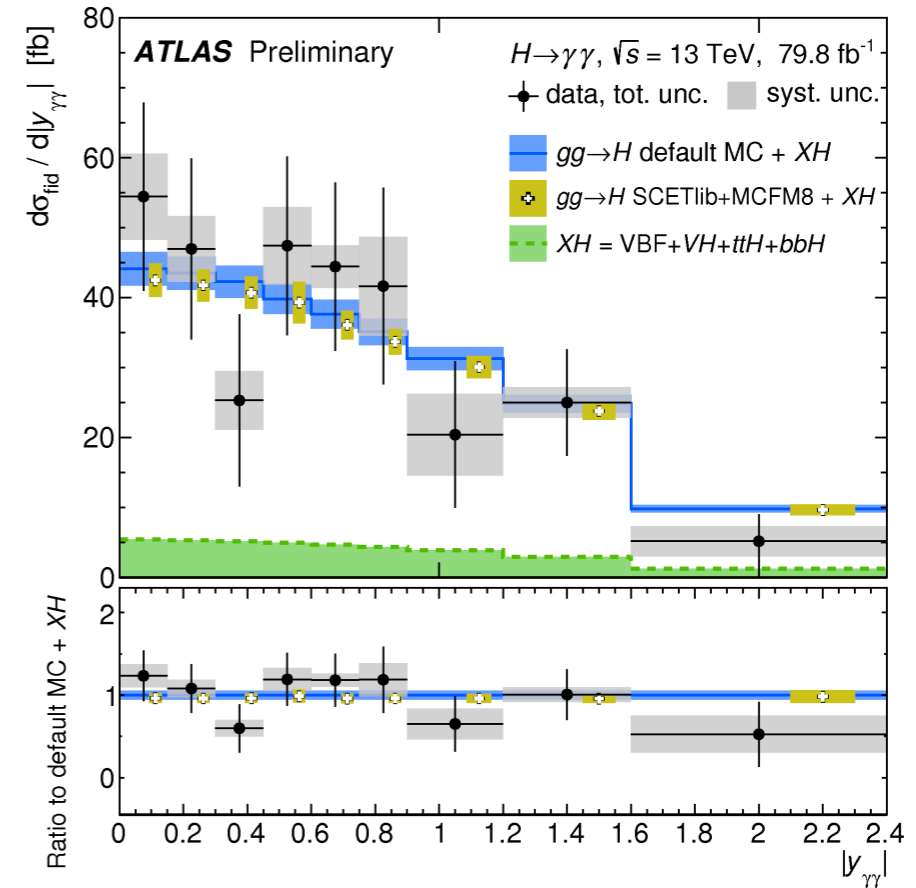 80
60
40
20
0
dσfid / d|yγγ| [fb]
ATLAS Preliminary
H→γγ, √s = 13 TeV, 79.8 fb⁻¹
data, tot. unc. syst. unc.
gg→H default MC + XH
gg→H SCETlib+MCFM8 + XH
XH = VBF+VH+ttH+bbH
2
1
0
Ratio to default MC + XH
0 0.2 0.4 0.6 0.8 1 1.2 1.4 1.6 1.8 2 2.2 2.4
|yγγ|